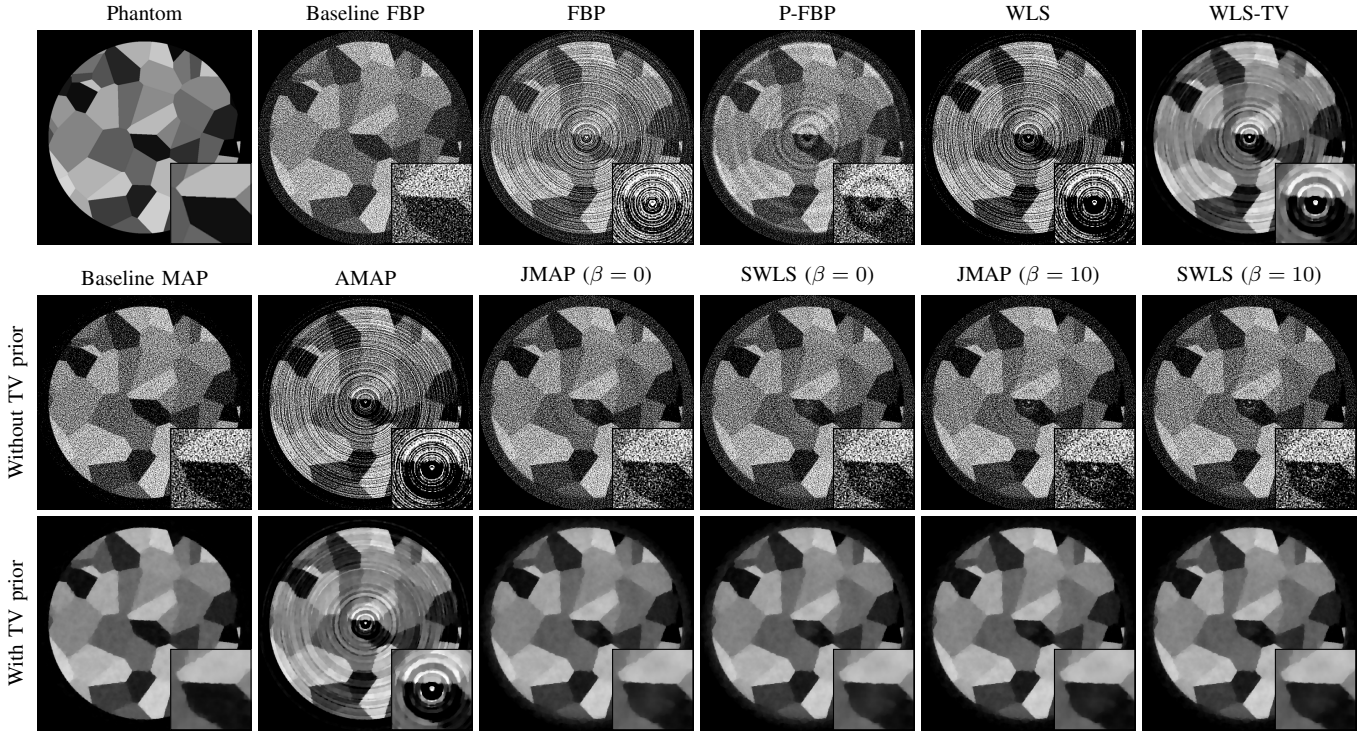 Phantom Baseline FBP FBP P-FBP WLS WLS-TV
Baseline MAP AMAP JMAP (β = 0) SWLS (β = 0) JMAP (β = 10) SWLS (β = 10)
Without TV prior
With TV prior